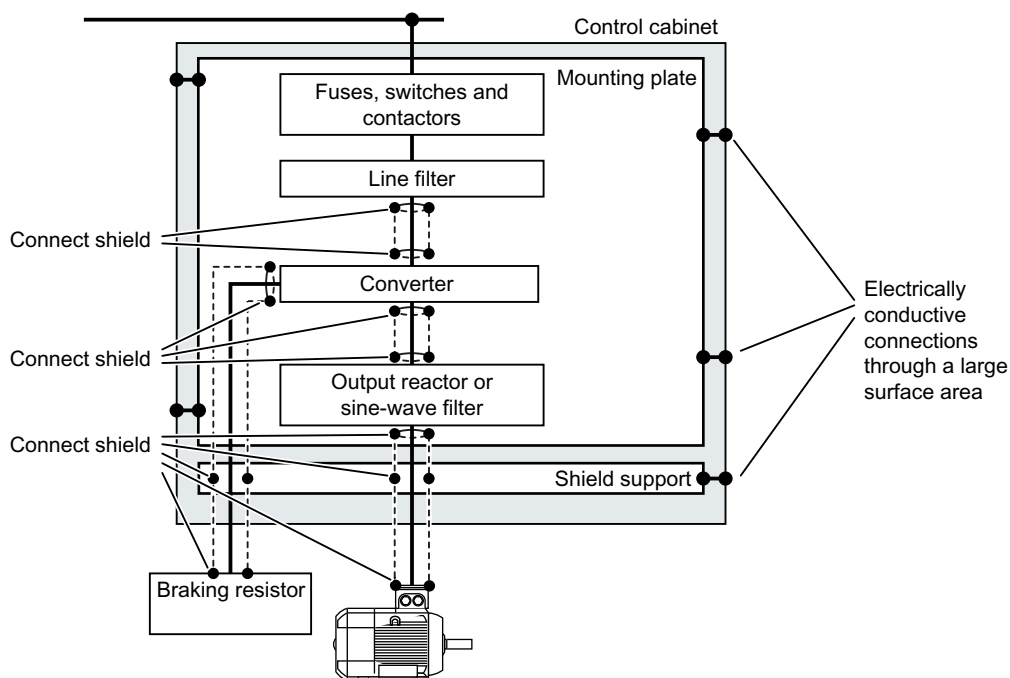 Control cabinet
Mounting plate
Fuses, switches and
contactors
Line filter
Connect shield
Converter
Electrically
conductive
connections
through a large
surface area
Connect shield
Output reactor or
sine-wave filter
Connect shield
Shield support
Braking resistor